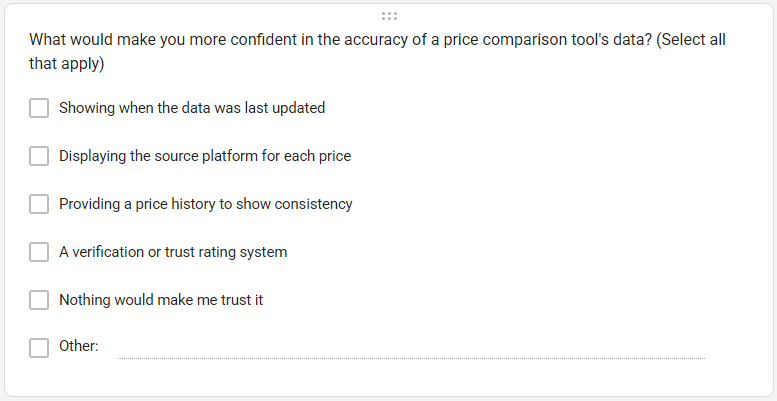 What would make you more confident in the accuracy of a price comparison tool's data? (Select all
that apply)
Showing when the data was last updated
Displaying the source platform for each price
Providing a price history to show consistency
A verification or trust rating system
Nothing would make me trust it
Other: